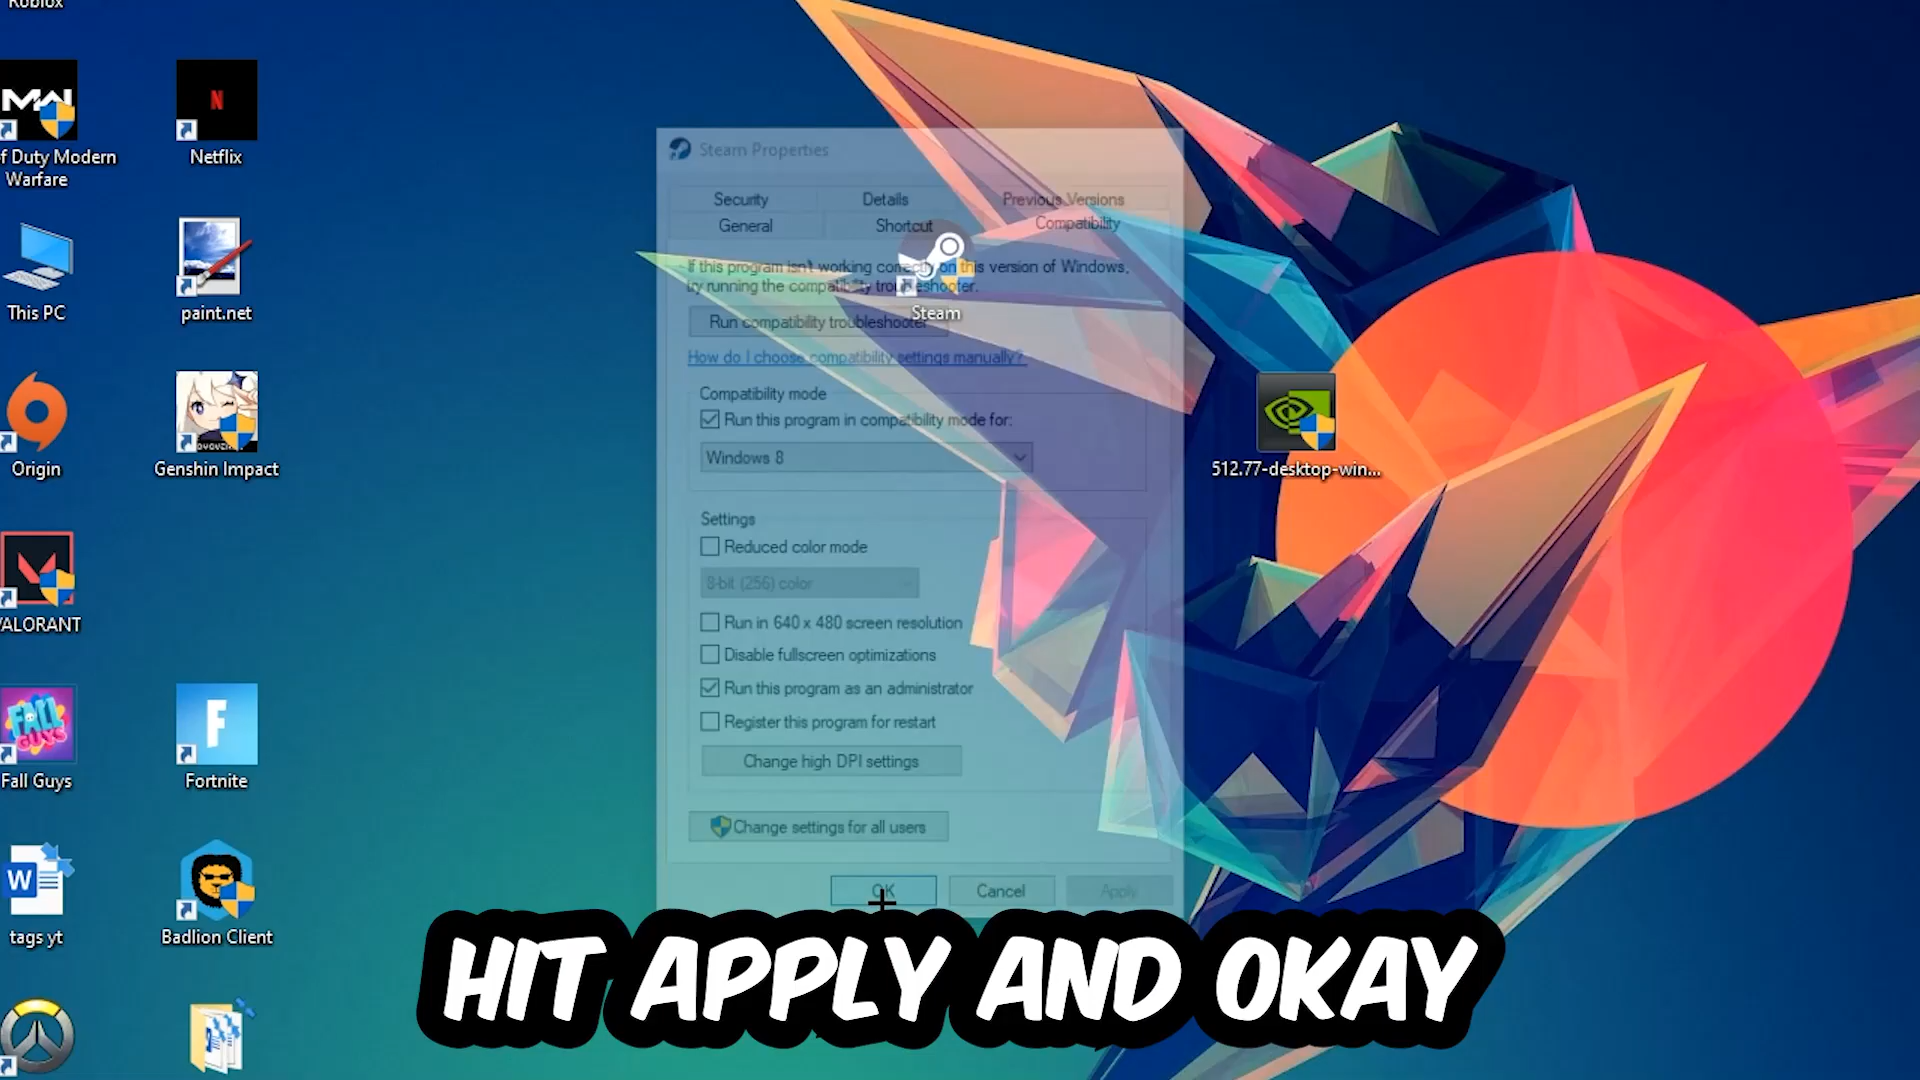 Roblox
f Duty Modern
Warfare
Netflix
This PC
paint.net
Origin
Genshin Impact
VALORANT
Fall Guys
Fortnite
tags yt
Badlion Client
Steam Properties
Security
Details
Previous Versions
General
Shortcut
Compatibility
If this program isn't working correctly on this version of Windows,
try running the compatibility troubleshooter.
Run compatibility troubleshooter
How do I choose compatibility settings manually?
Compatibility mode
Run this program in compatibility mode for:
Windows 8
Settings
Reduced color mode
8-bit (256) color
Run in 640 x 480 screen resolution
Disable fullscreen optimizations
Run this program as an administrator
Register this program for restart
Change high DPI settings
Change settings for all users
OK
Cancel
Apply
Steam
512.77-desktop-win...
HIT APPLY AND OKAY